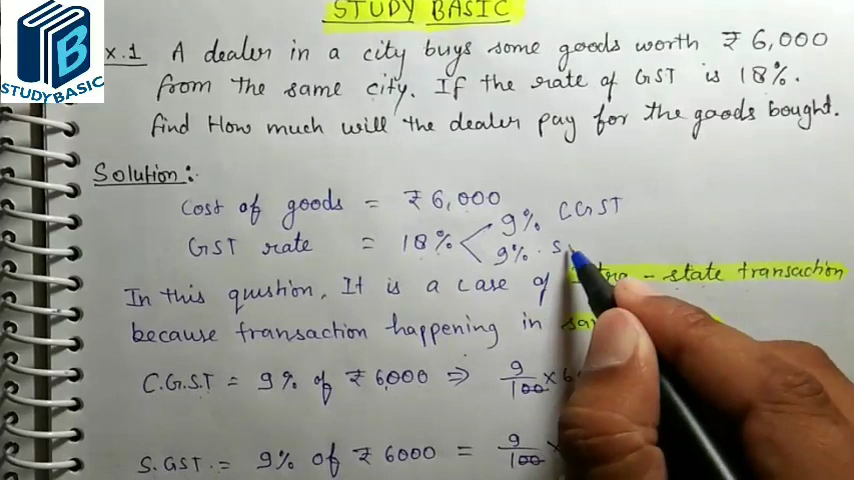 STUDY BASIC
B
STUDY BASIC
x.1 A dealer in a city buys some goods worth ₹ 6,000
from the same city. If the rate of GST is 18%.
find How much will the dealer pay for the goods bought.
Solution:-
Cost of goods = ₹ 6,000
9% CGST
GST rate = 18%
9% S
In this qustion, It is a case of - state transaction
because transaction happening in
C.G.S.T = 9% of ₹ 6000 ⇒ 9/100 × 6
S.GST. = 9% of ₹ 6000 = 9/100 ×